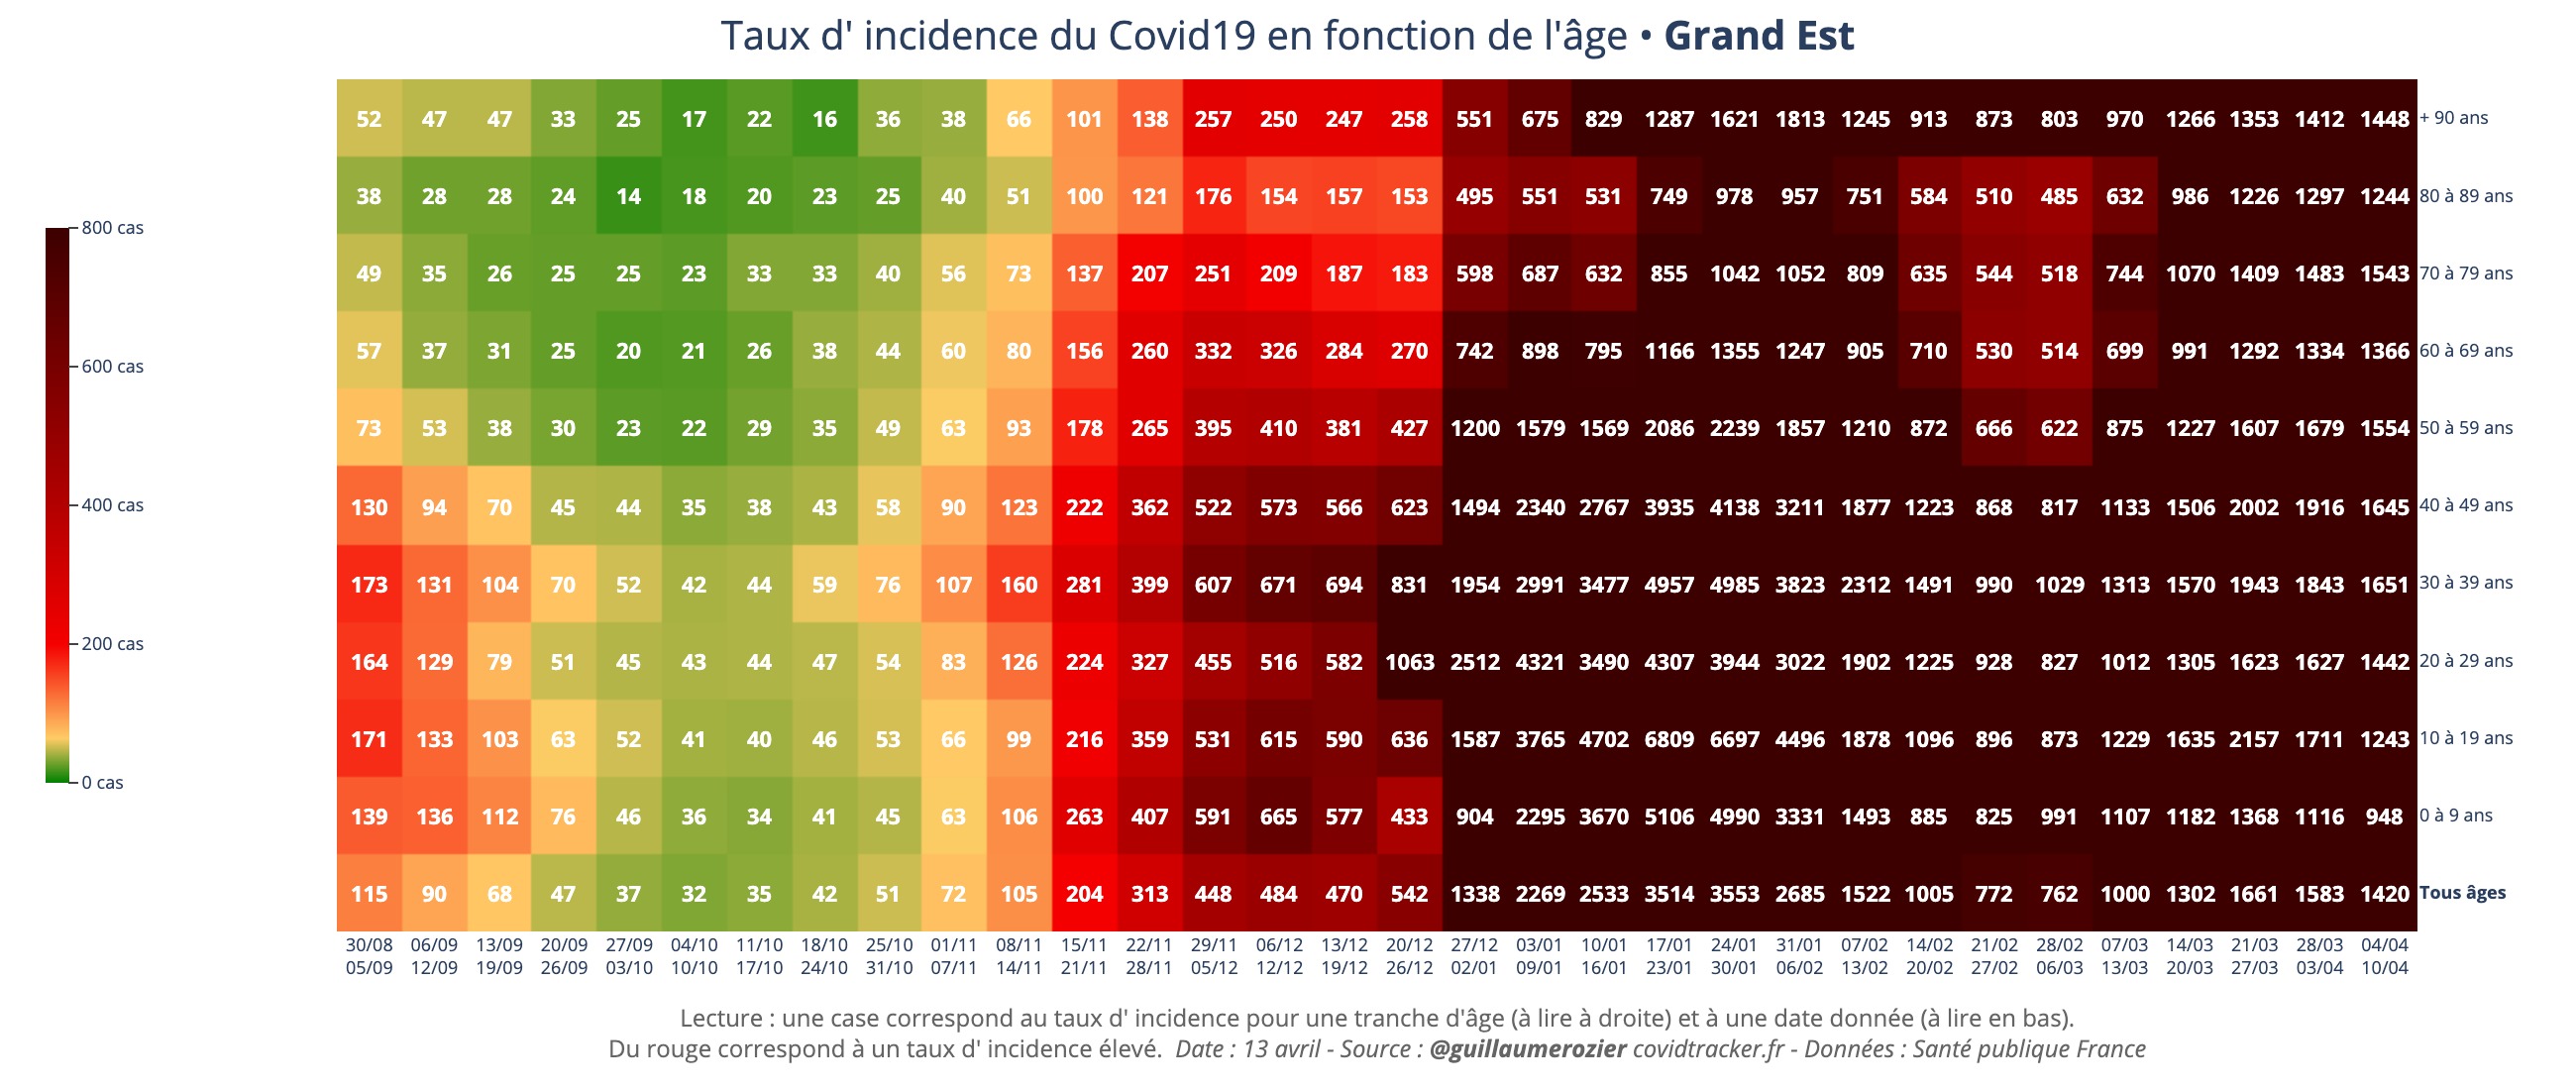 Taux d' incidence du Covid19 en fonction de l'âge • Grand Est
52 47 47 33 25 17 22 16 36 38 66 101 138 257 250 247 258 551 675 829 1287 1621 1813 1245 913 873 803 970 1266 1353 1412 1448 + 90 ans
38 28 28 24 14 18 20 23 25 40 51 100 121 176 154 157 153 495 551 531 749 978 957 751 584 510 485 632 986 1226 1297 1244 80 à 89 ans
800 cas
49 35 26 25 25 23 33 33 40 56 73 137 207 251 209 187 183 598 687 632 855 1042 1052 809 635 544 518 744 1070 1409 1483 1543 70 à 79 ans
57 37 31 25 20 21 26 38 44 60 80 156 260 332 326 284 270 742 898 795 1166 1355 1247 905 710 530 514 699 991 1292 1334 1366 60 à 69 ans
600 cas
73 53 38 30 23 22 29 35 49 63 93 178 265 395 410 381 427 1200 1579 1569 2086 2239 1857 1210 872 666 622 875 1227 1607 1679 1554 50 à 59 ans
400 cas
130 94 70 45 44 35 38 43 58 90 123 222 362 522 573 566 623 1494 2340 2767 3935 4138 3211 1877 1223 868 817 1133 1506 2002 1916 1645 40 à 49 ans
173 131 104 70 52 42 44 59 76 107 160 281 399 607 671 694 831 1954 2991 3477 4957 4985 3823 2312 1491 990 1029 1313 1570 1943 1843 1651 30 à 39 ans
200 cas
164 129 79 51 45 43 44 47 54 83 126 224 327 455 516 582 1063 2512 4321 3490 4307 3944 3022 1902 1225 928 827 1012 1305 1623 1627 1442 20 à 29 ans
171 133 103 63 52 41 40 46 53 66 99 216 359 531 615 590 636 1587 3765 4702 6809 6697 4496 1878 1096 896 873 1229 1635 2157 1711 1243 10 à 19 ans
0 cas
139 136 112 76 46 36 34 41 45 63 106 263 407 591 665 577 433 904 2295 3670 5106 4990 3331 1493 885 825 991 1107 1182 1368 1116 948 0 à 9 ans
115 90 68 47 37 32 35 42 51 72 105 204 313 448 484 470 542 1338 2269 2533 3514 3553 2685 1522 1005 772 762 1000 1302 1661 1583 1420 Tous âges
30/08 06/09 13/09 20/09 27/09 04/10 11/10 18/10 25/10 01/11 08/11 15/11 22/11 29/11 06/12 13/12 20/12 27/12 03/01 10/01 17/01 24/01 31/01 07/02 14/02 21/02 28/02 07/03 14/03 21/03 28/03 04/04
05/09 12/09 19/09 26/09 03/10 10/10 17/10 24/10 31/10 07/11 14/11 21/11 28/11 05/12 12/12 19/12 26/12 02/01 09/01 16/01 23/01 30/01 06/02 13/02 20/02 27/02 06/03 13/03 20/03 27/03 03/04 10/04
Lecture : une case correspond au taux d' incidence pour une tranche d'âge (à lire à droite) et à une date donnée (à lire en bas).
Du rouge correspond à un taux d' incidence élevé. Date : 13 avril - Source : @guillaumerozier covidtracker.fr - Données : Santé publique France